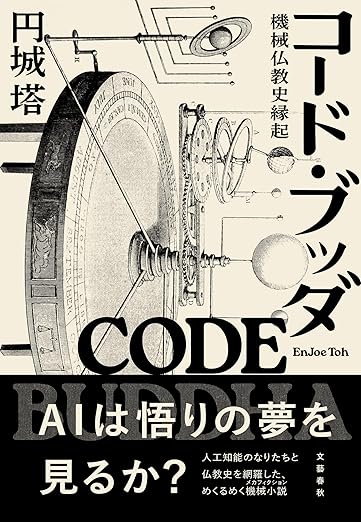 コード・ブッダ
機械仏教史縁起
円城塔
CODE
BUDDHA
EnJoe Toh
AIは悟りの夢を
見るか?
人工知能のなりたちと
仏教史を網羅した、
メカフィクション
めくるめく機械小説
文藝春秋